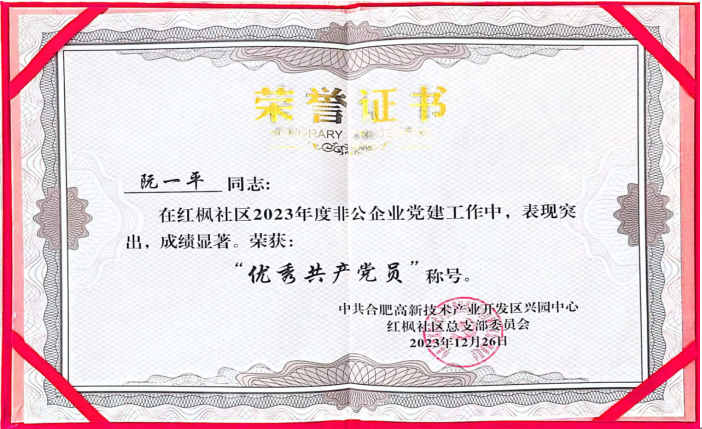 荣誉证书
阮一平 同志：
在红枫社区2023年度非公企业党建工作中，表现突
出，成绩显著。荣获：
“优秀共产党员”称号。
中共合肥高新技术产业开发区兴园中心
红枫社区总支部委员会
2023年12月26日